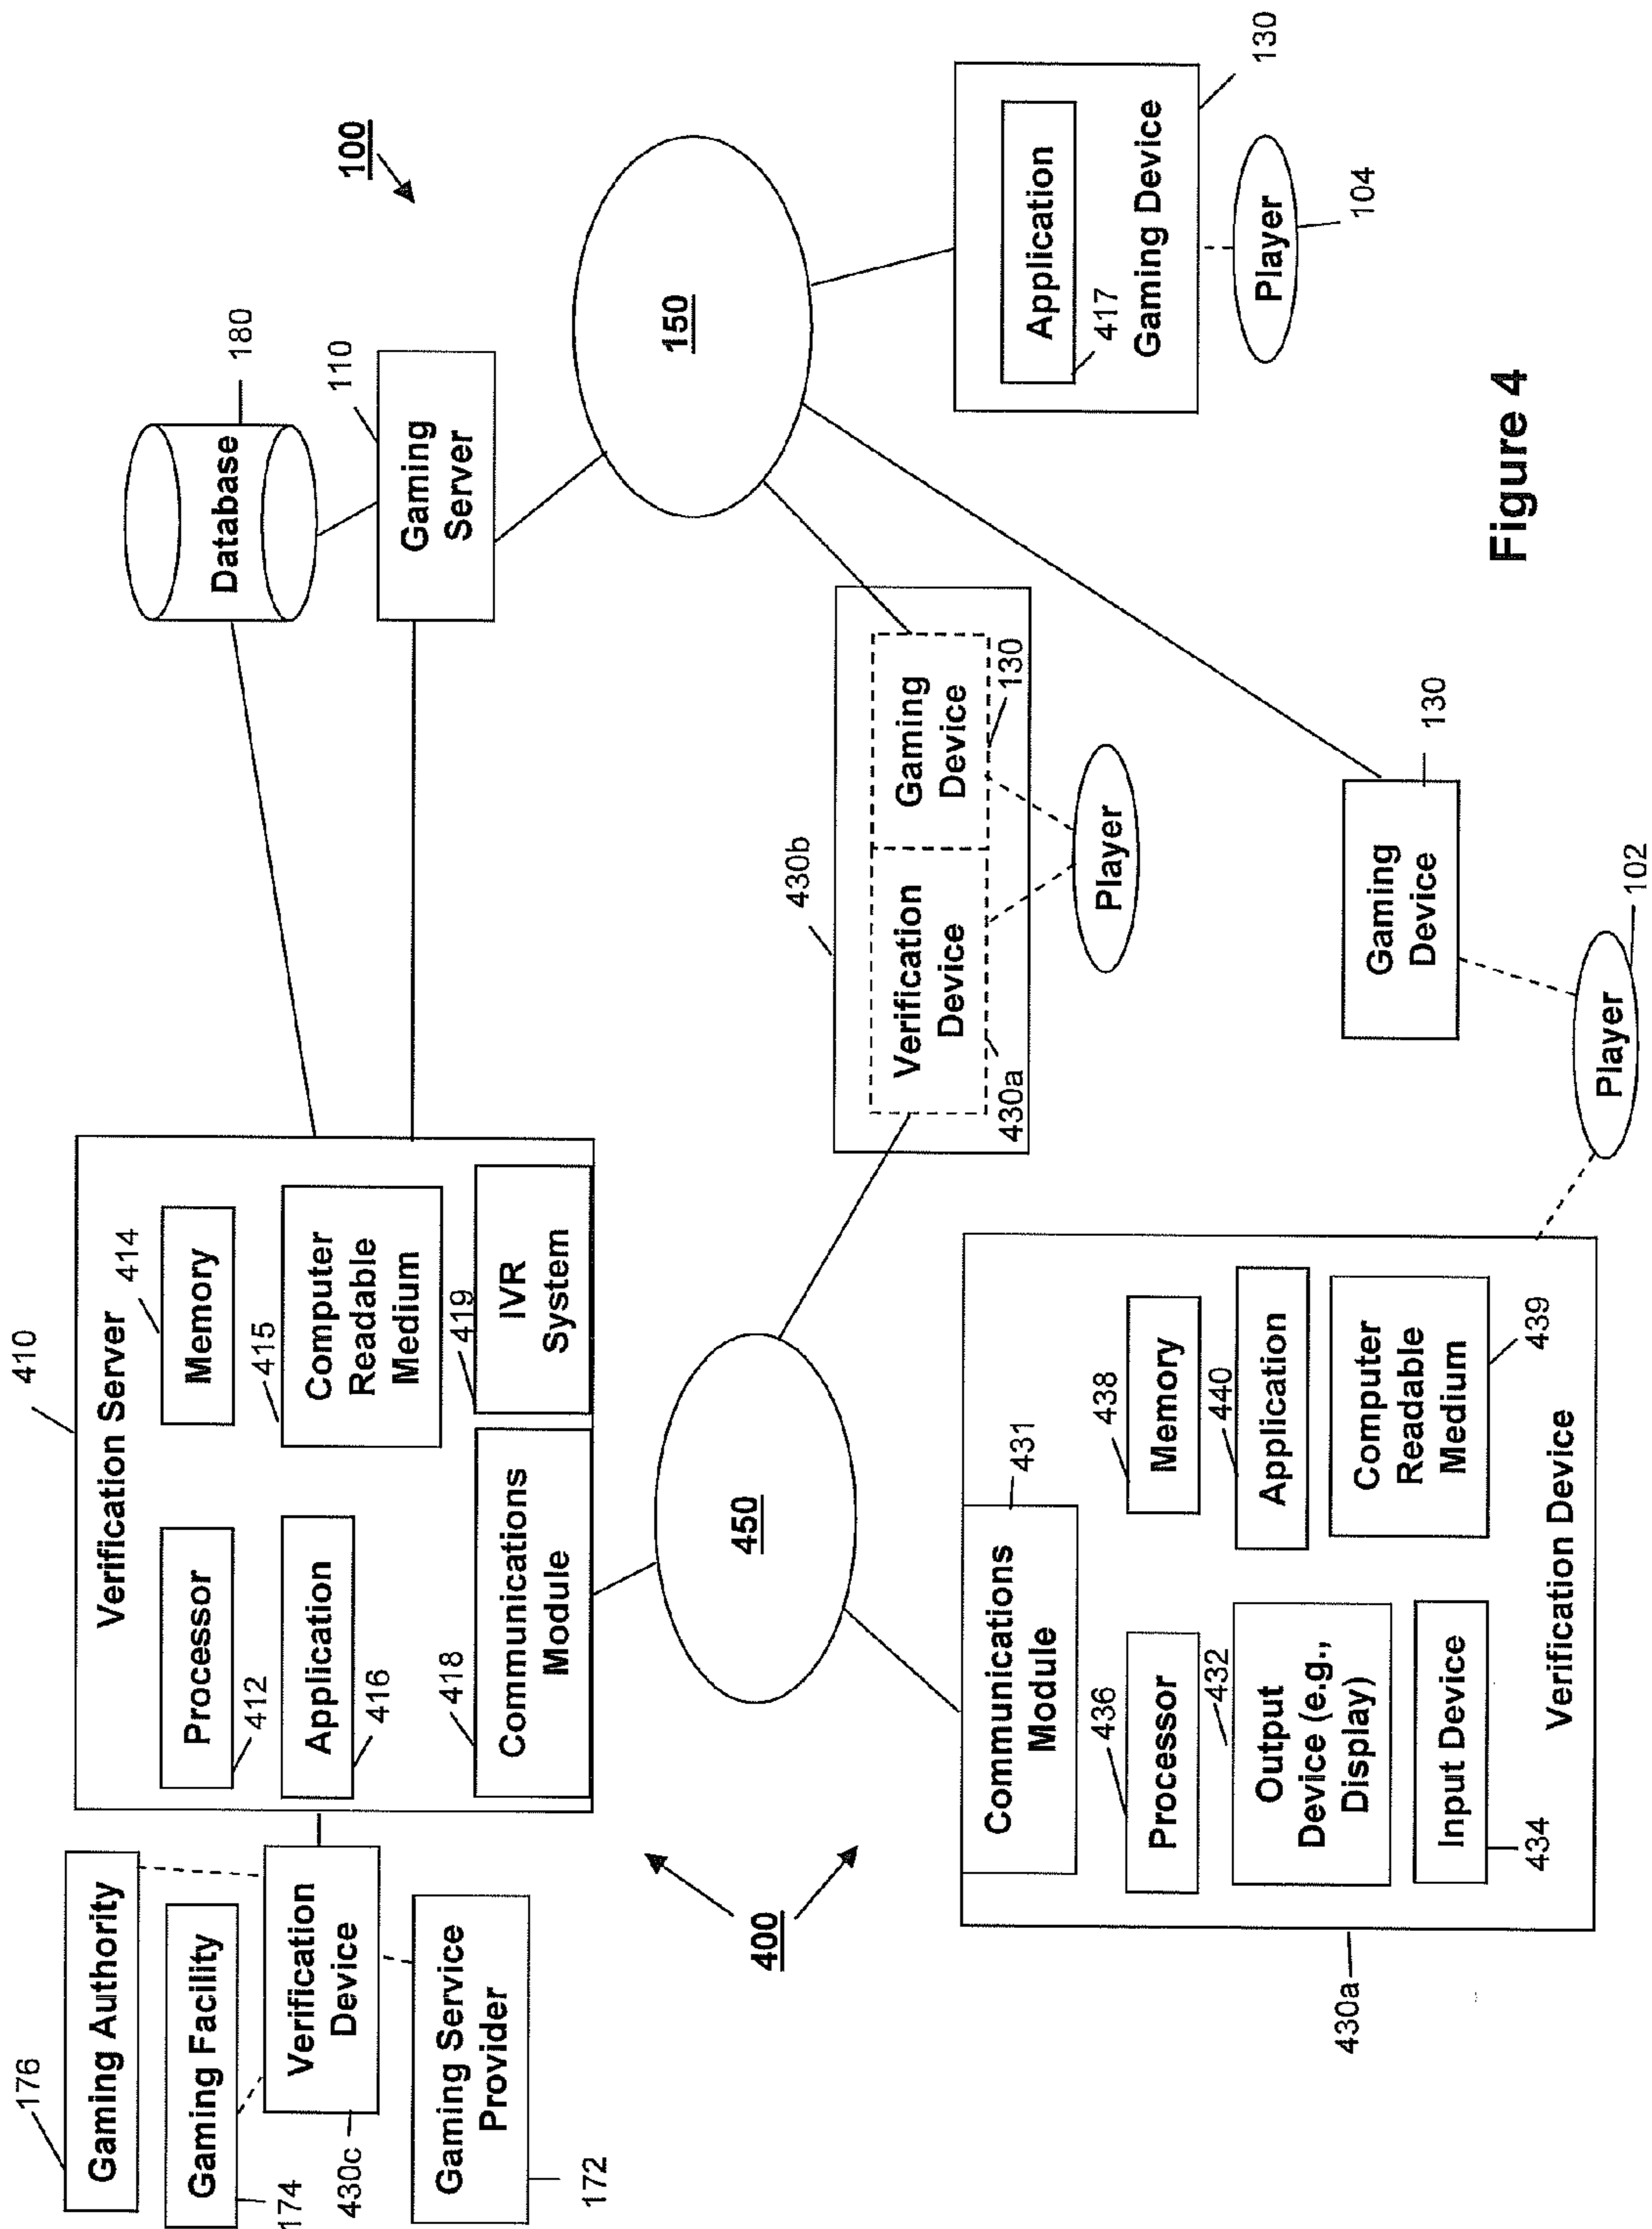 176
Gaming Authority
Gaming Facility
174
Verification
Device
430c
Gaming Service
Provider
172
410
Verification Server
Processor
412
Memory
414
Application
416
415
Computer
Readable
Medium
418
Communications
Module
419
IVR
System
Database
180
110
Gaming
Server
100
400
450
150
430b
Verification
Device
430a
Gaming
Device
130
Player
Application
417
Gaming Device
130
Player
104
Communications
Module
431
436
Processor
438
Memory
432
Output
Device (e.g.,
Display)
440
Application
Input Device
434
Computer
Readable
Medium
439
Verification Device
430a
Gaming
Device
130
Player
102
Figure 4